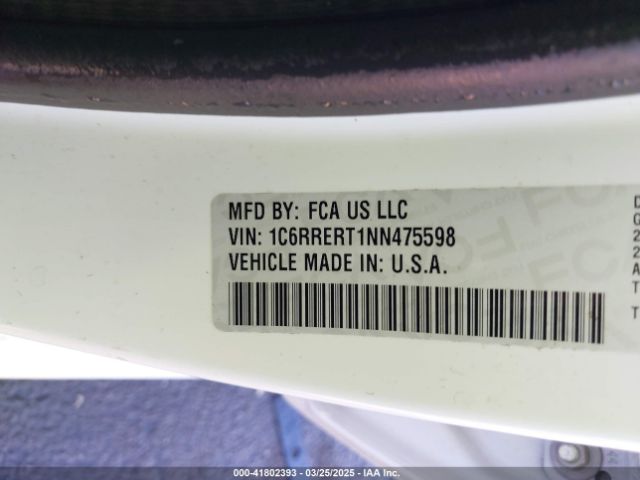 MFD BY: FCA US LLC
VIN: 1C6RRERT1NN475598
VEHICLE MADE IN: U.S.A.
000-41802393 • 03/25/2025 • IAA Inc.